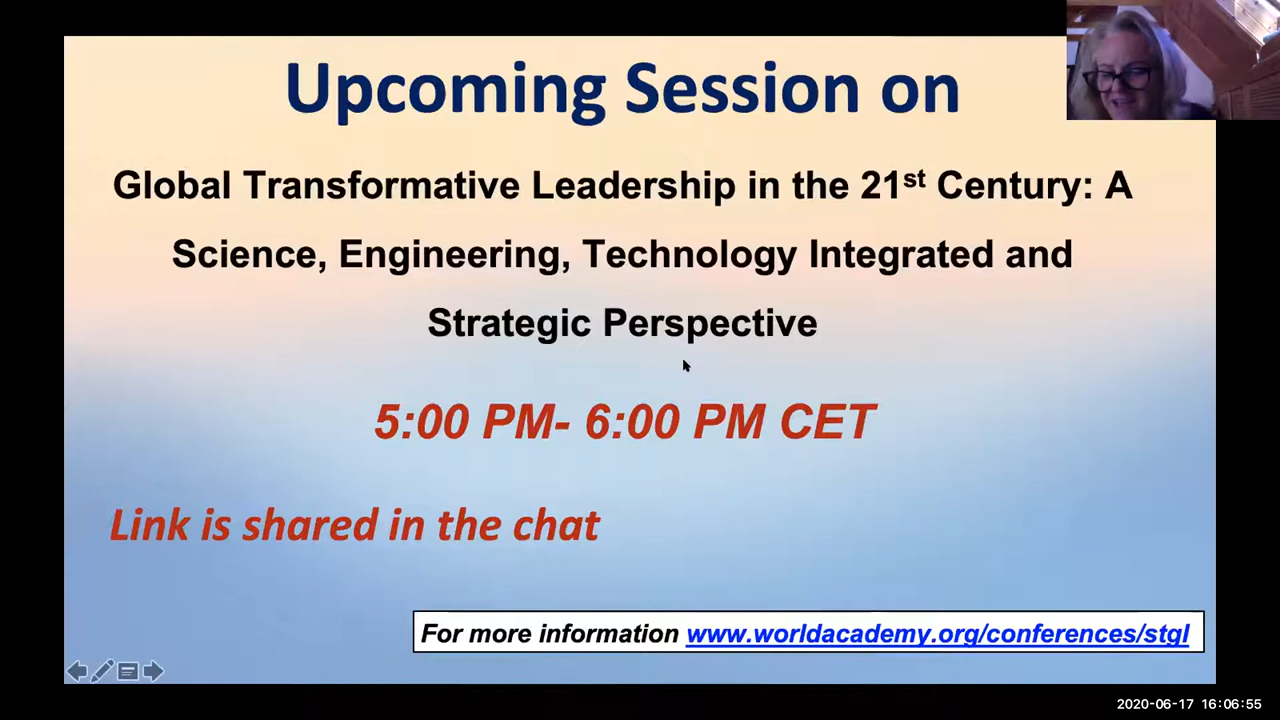 Upcoming Session on
Global Transformative Leadership in the 21st Century: A
Science, Engineering, Technology Integrated and
Strategic Perspective
5:00 PM- 6:00 PM CET
Link is shared in the chat
For more information www.worldacademy.org/conferences/stgl
2020-06-17 16:06:55